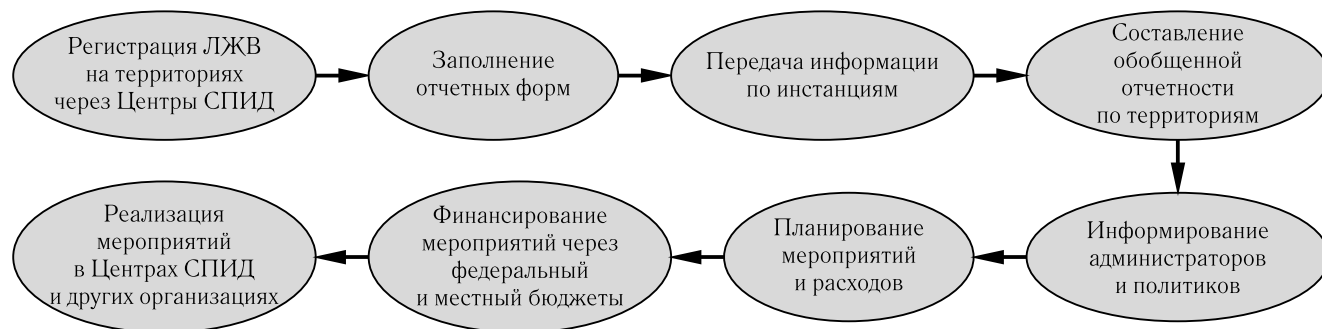 Регистрация ЛЖВ
на территориях
через Центры СПИД
Заполнение
отчетных форм
Передача информации
по инстанциям
Составление
обобщенной
отчетности
по территориям
Информирование
администраторов
и политиков
Планирование
мероприятий
и расходов
Финансирование
мероприятий через
федеральный
и местный бюджеты
Реализация
мероприятий
в Центрах СПИД
и других организациях